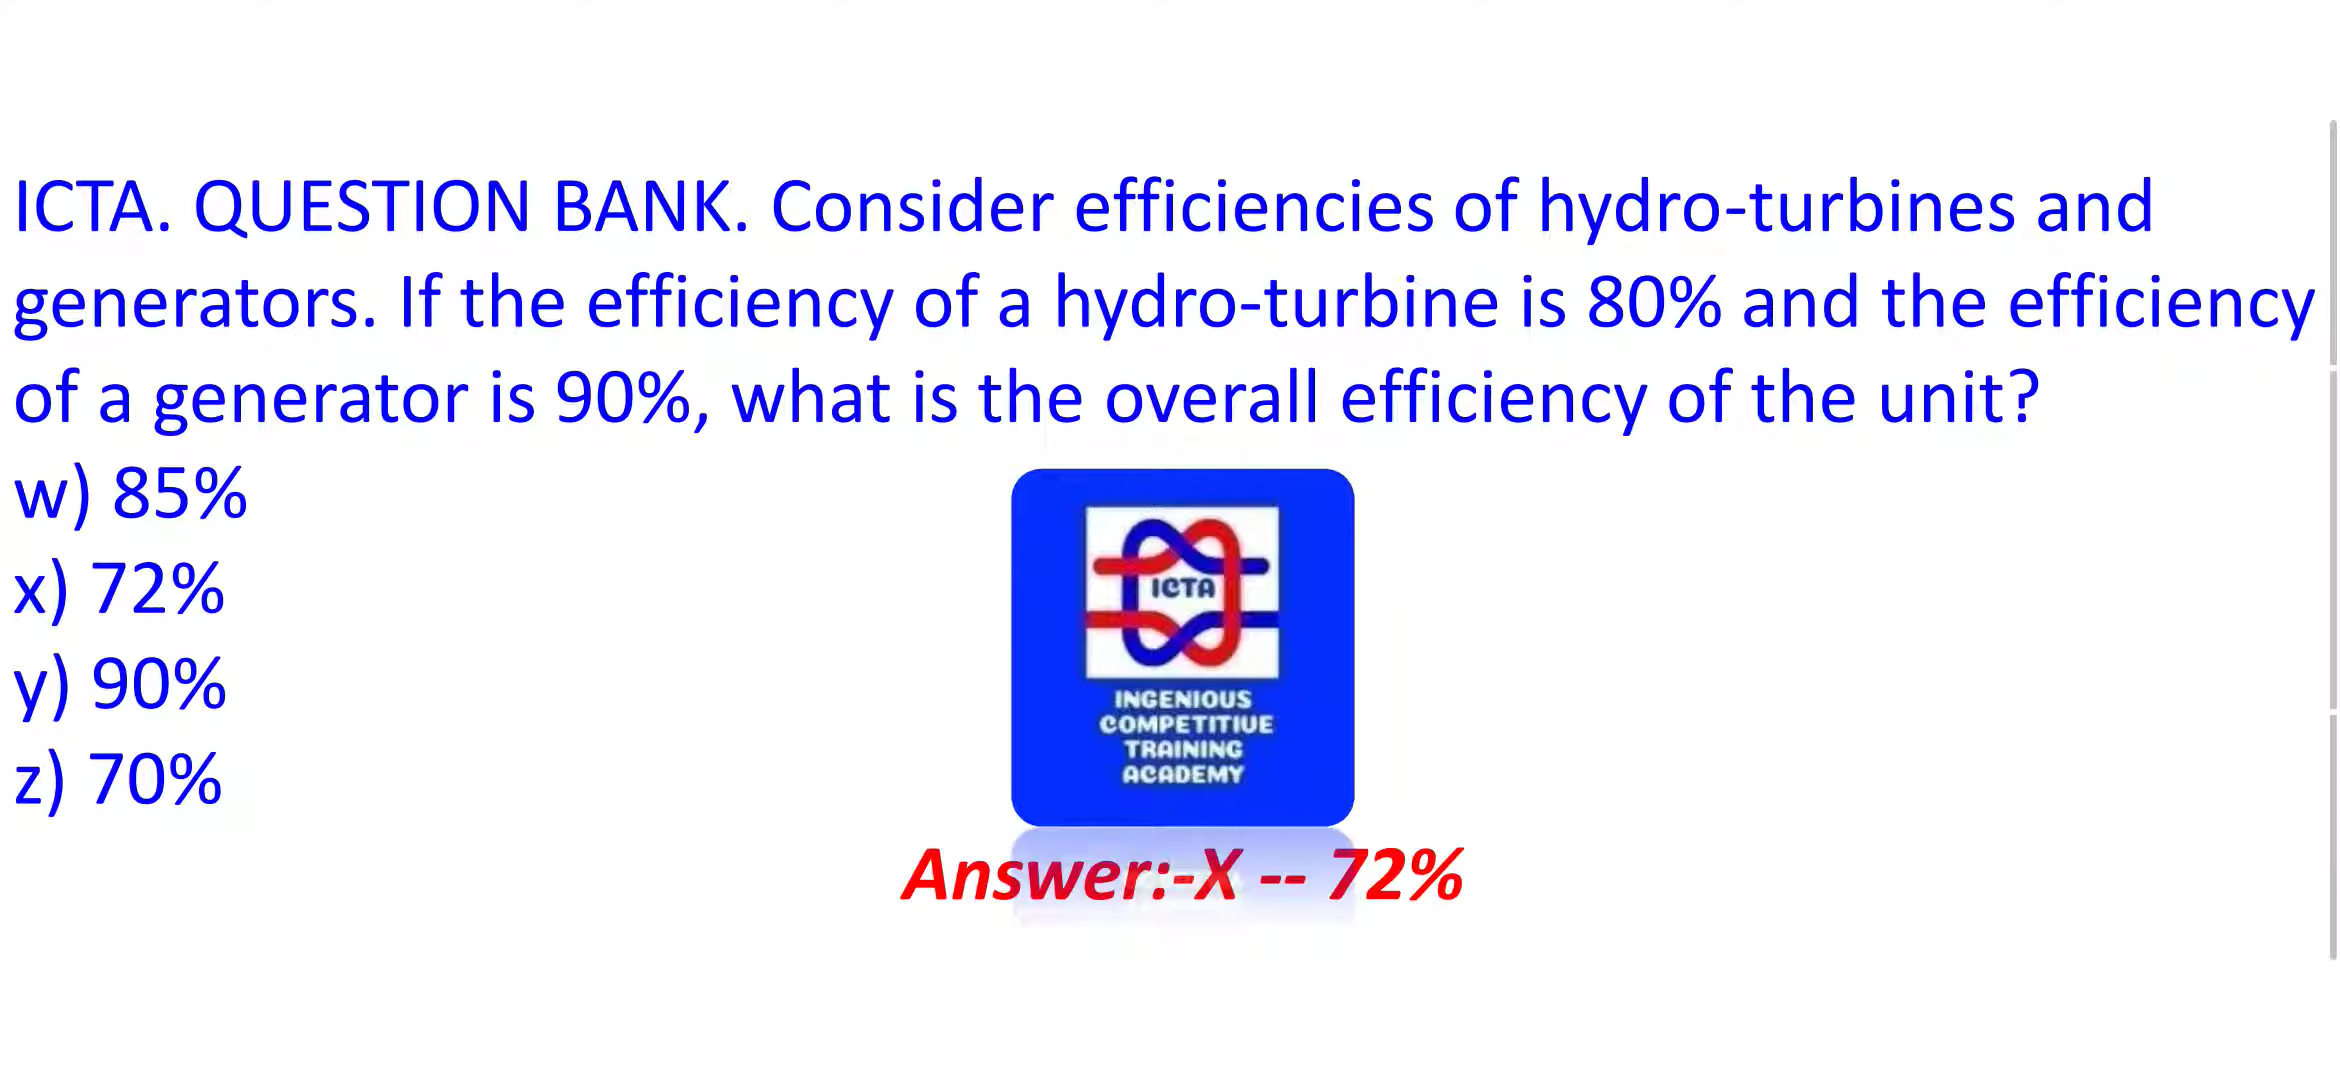 ICTA. QUESTION BANK. Consider efficiencies of hydro-turbines and
generators. If the efficiency of a hydro-turbine is 80% and the efficiency
of a generator is 90%, what is the overall efficiency of the unit?
w) 85%
x) 72%
y) 90%
z) 70%
ICTA
INGENIOUS
COMPETITIVE
TRAINING
ACADEMY
Answer:-X -- 72%